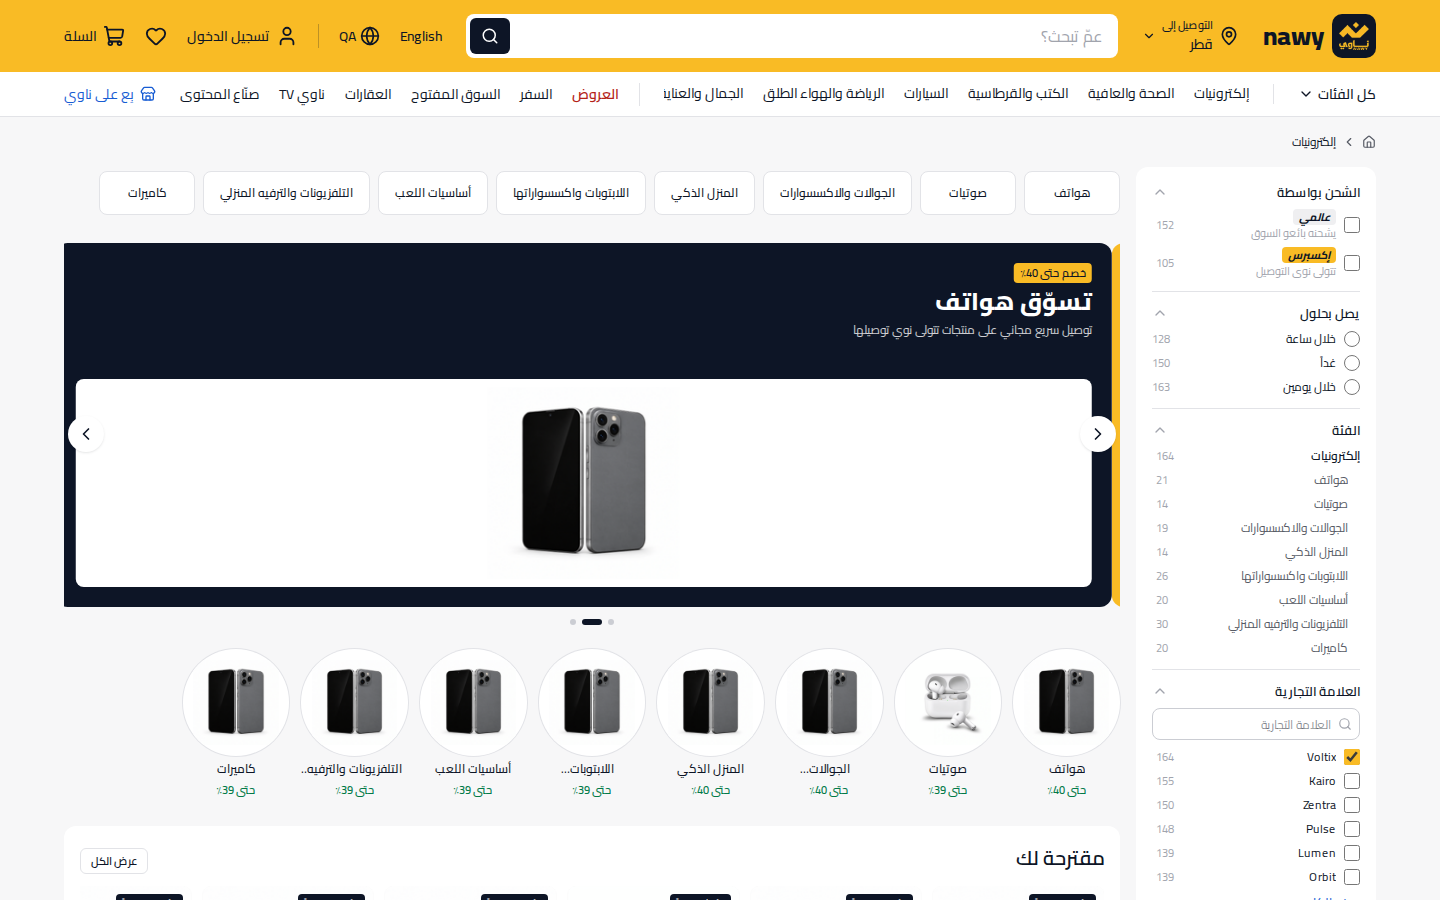 ناوي
nawy
التوصيل إلى
قطر
عمّ تبحث؟
English
QA
تسجيل الدخول
السلة
كل الفئات
إلكترونيات
الصحة والعافية
الكتب والقرطاسية
السيارات
الرياضة والهواء الطلق
الجمال والعناية
العروض
السفر
السوق المفتوح
العقارات
ناوي TV
صنّاع المحتوى
بع على ناوي
إلكترونيات
الشحن بواسطة
عالمي
152
يشحنه بائعو السوق
إكسبرس
105
تتولى نوي التوصيل
يصل بحلول
خلال ساعة
128
غداً
150
خلال يومين
163
الفئة
إلكترونيات
164
هواتف
21
صوتيات
14
الجوالات والاكسسوارات
19
المنزل الذكي
14
اللابتوبات واكسسواراتها
26
أساسيات اللعب
20
التلفزيونات والترفيه المنزلي
30
كاميرات
20
العلامة التجارية
العلامة التجارية
Voltix
164
Kairo
155
Zentra
150
Pulse
148
Lumen
139
Orbit
139
هواتف
صوتيات
الجوالات والاكسسوارات
المنزل الذكي
اللابتوبات واكسسواراتها
أساسيات اللعب
التلفزيونات والترفيه المنزلي
كاميرات
خصم حتى 40٪
تسوّق هواتف
توصيل سريع مجاني على منتجات تتولى نوي توصيلها
هواتف
حتى 40٪
صوتيات
حتى 39٪
الجوالات...
حتى 40٪
المنزل الذكي
حتى 40٪
اللابتوبات...
حتى 39٪
أساسيات اللعب
حتى 39٪
التلفزيونات والترفيه..
حتى 39٪
كاميرات
حتى 39٪
مقترحة لك
عرض الكل